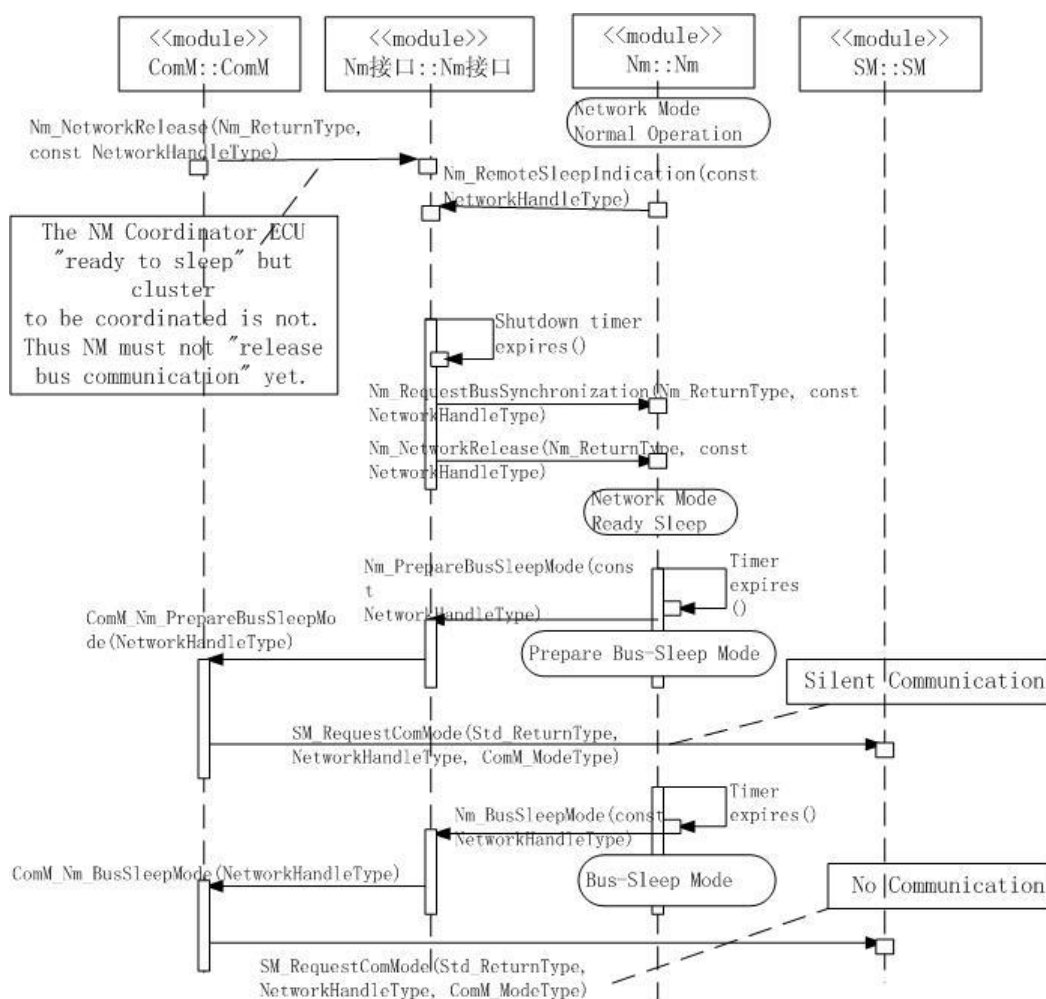 <<module>>
ComM::ComM
<<module>>
Nm接口::Nm接口
<<module>>
Nm::Nm
<<module>>
SM::SM
Network Mode
Normal Operation
Nm_NetworkRelease(Nm_ReturnType,
const NetworkHandleType)
Nm_RemoteSleepIndication(const
NetworkHandleType)
The NM Coordinator ECU
"ready to sleep" but
cluster
to be coordinated is not.
Thus NM must not "release
bus communication" yet.
Shutdown timer
expires()
Nm_RequestBusSynchronization(Nm_ReturnType, const
NetworkHandleType)
Nm_NetworkRelease(Nm_ReturnType, const
NetworkHandleType)
Network Mode
Ready Sleep
Nm_PrepareBusSleepMode(cons
t
NetworkHandleType)
Timer
expires
()
ComM_Nm_PrepareBusSleepMo
de(NetworkHandleType)
Prepare Bus-Sleep Mode
Silent Communication
SM_RequestComMode(Std_ReturnType,
NetworkHandleType, ComM_ModeType)
Timer
expires()
Nm_BusSleepMode(const
NetworkHandleType)
ComM_Nm_BusSleepMode(NetworkHandleType)
Bus-Sleep Mode
No Communication
SM_RequestComMode(Std_ReturnType,
NetworkHandleType, ComM_ModeType)